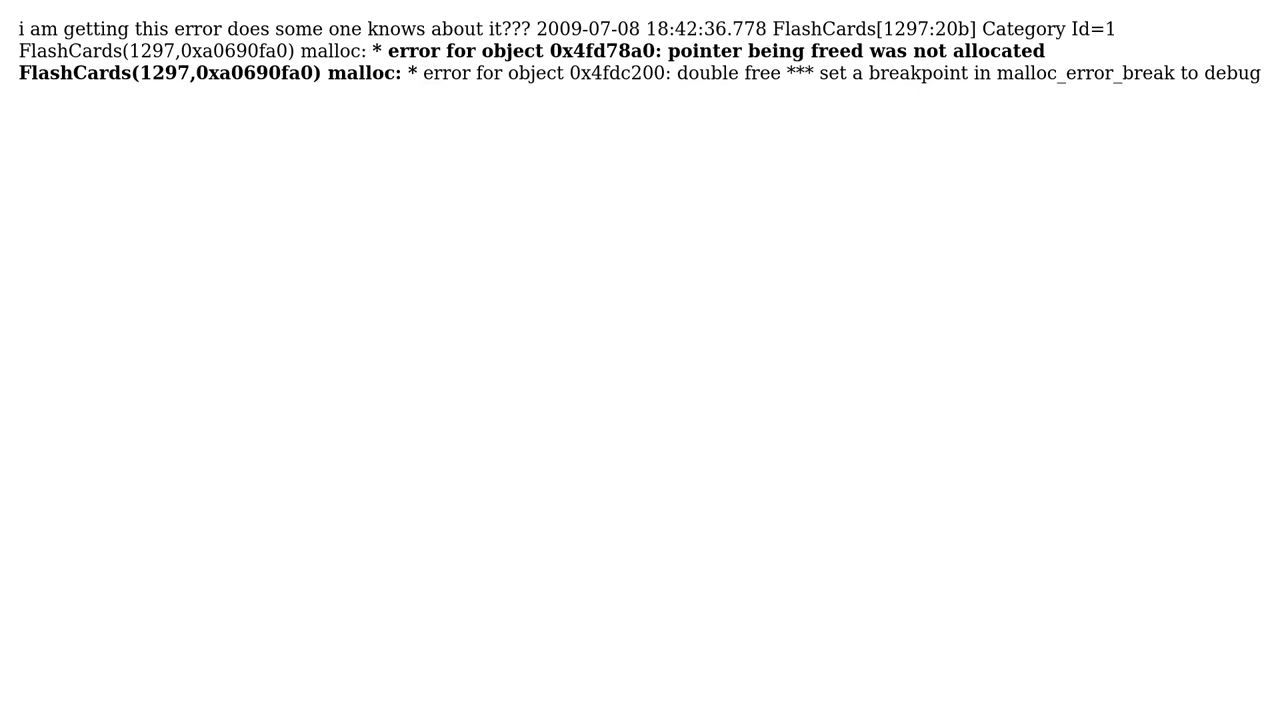 i am getting this error does some one knows about it??? 2009-07-08 18:42:36.778 FlashCards[1297:20b] Category Id=1
FlashCards(1297,0xa0690fa0) malloc: * error for object 0x4fd78a0: pointer being freed was not allocated
FlashCards(1297,0xa0690fa0) malloc: * error for object 0x4fdc200: double free *** set a breakpoint in malloc_error_break to debug